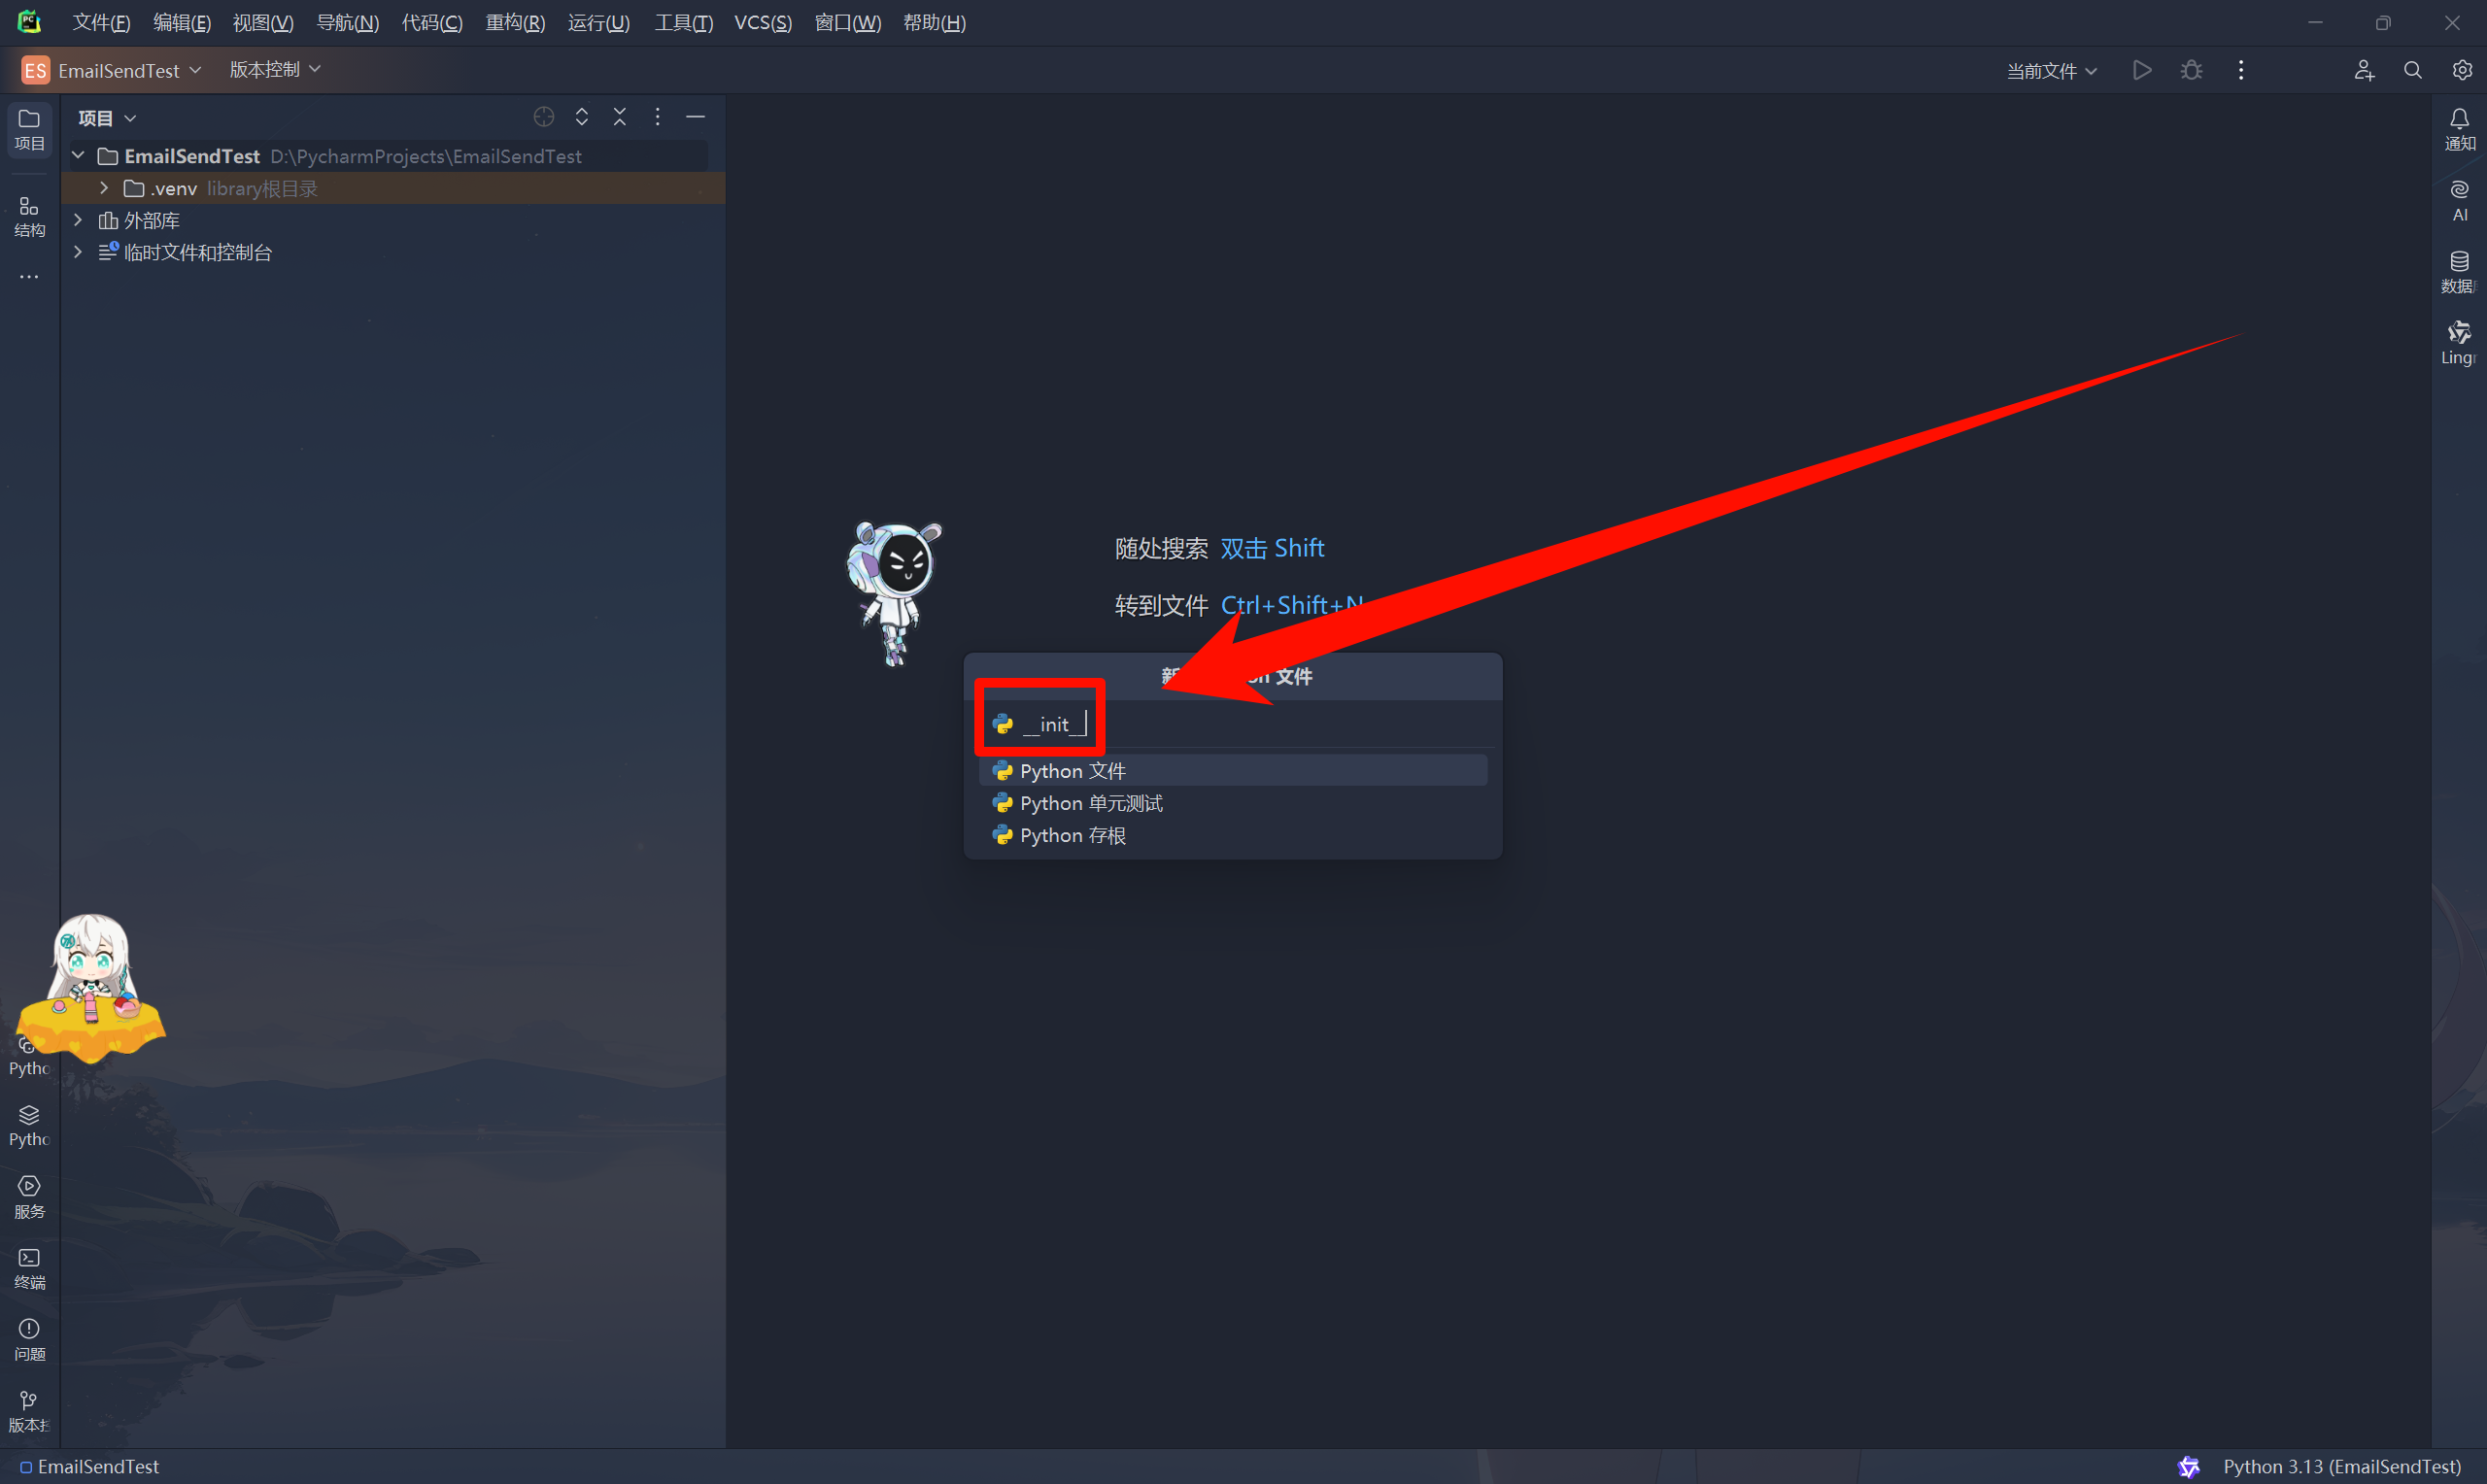 文件(F) 编辑(E) 视图(V) 导航(N) 代码(C) 重构(R) 运行(U) 工具(T) VCS(S) 窗口(W) 帮助(H)
ES EmailSendTest 版本控制 当前文件
项目
项目
EmailSendTest D:\PycharmProjects\EmailSendTest
.venv library根目录
外部库
临时文件和控制台
结构
通知
AI
数据
Ling
随处搜索 双击 Shift
转到文件 Ctrl+Shift+N
文件
__init__
Python 文件
Python 单元测试
Python 存根
Pytho
Pytho
服务
终端
问题
版本
EmailSendTest
Python 3.13 (EmailSendTest)